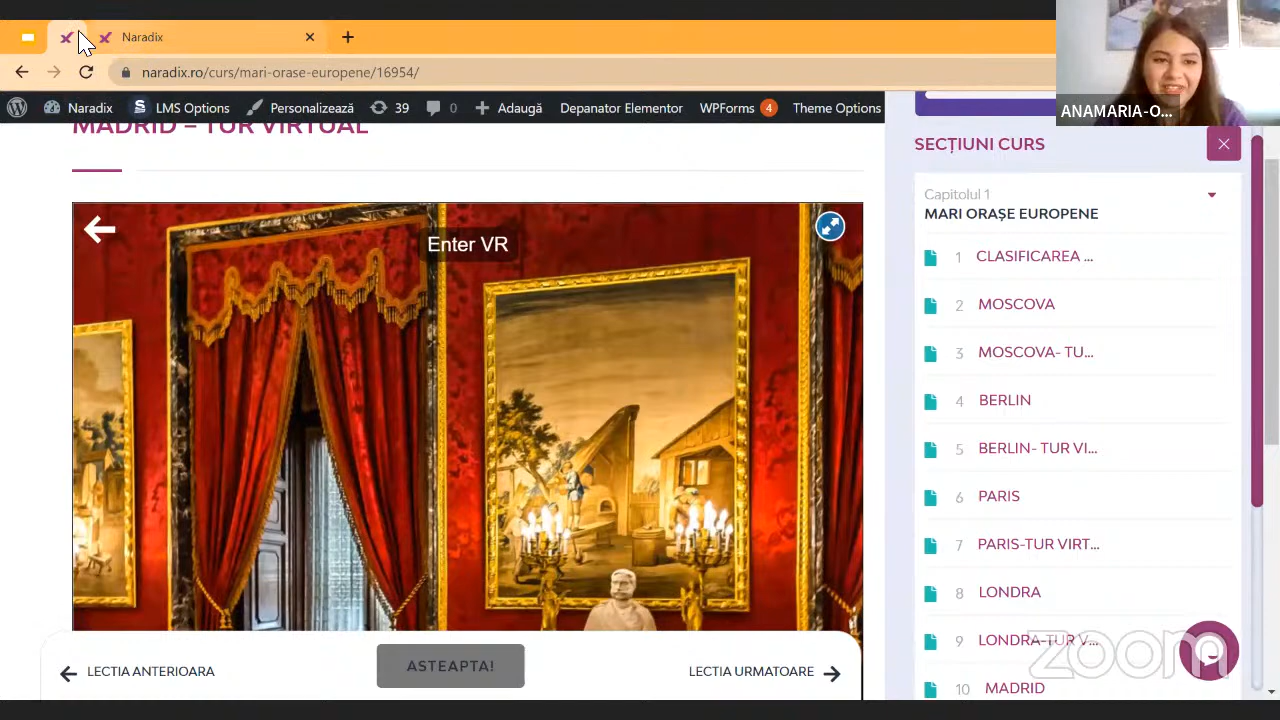 Naradix
naradix.ro/curs/mari-orase-europene/16954/
Naradix LMS Options Personalizează 39 0 Adaugă Depanator Elementor WPForms 4 Theme Options
ANAMARIA-O...
MADRID – TUR VIRTUAL
Enter VR
SECȚIUNI CURS
Capitolul 1
MARI ORAȘE EUROPENE
1 CLASIFICAREA ...
2 MOSCOVA
3 MOSCOVA- TU...
4 BERLIN
5 BERLIN- TUR VI...
6 PARIS
7 PARIS-TUR VIRT...
8 LONDRA
9 LONDRA-TUR V...
10 MADRID
LECTIA ANTERIOARA
ASTEAPTA!
LECTIA URMATOARE
zoom